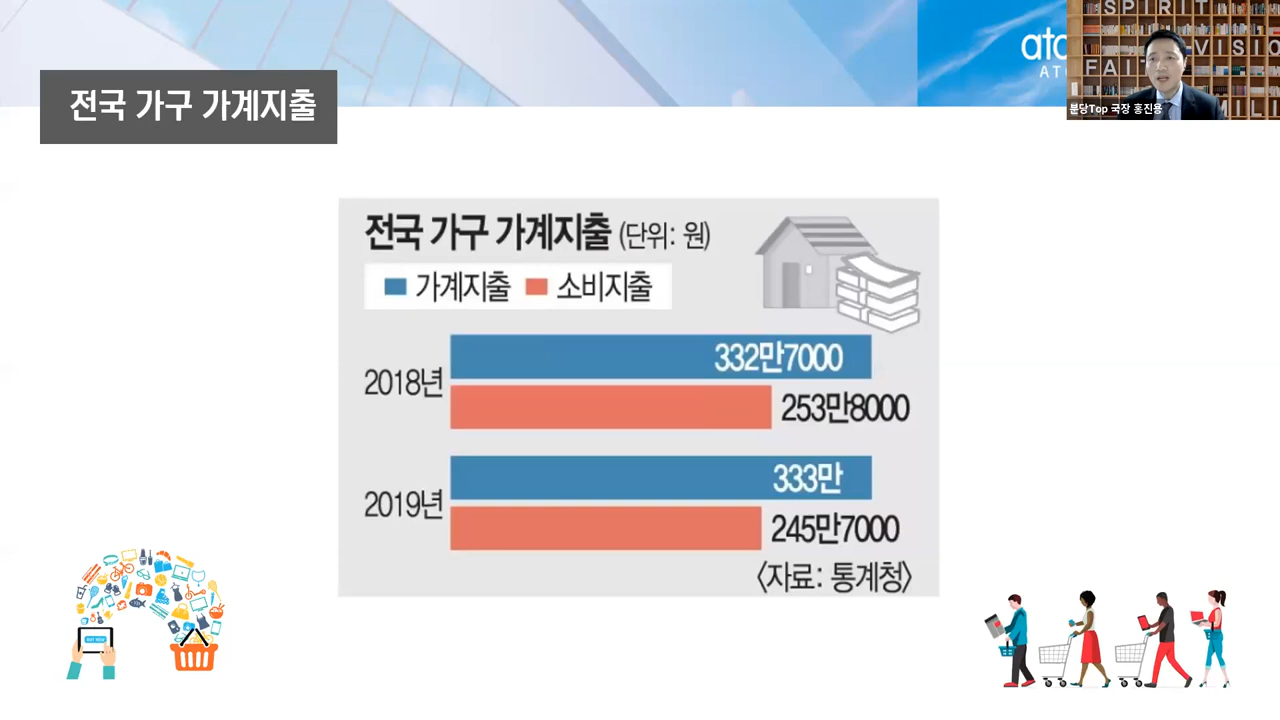 전국 가구 가계지출
SPIRIT
VISIO
분당Top 국장 홍진용
전국 가구 가계지출 (단위: 원)
가계지출 소비지출
2018년
332만7000
253만8000
2019년
333만
245만7000
〈자료: 통계청〉
BUY NOW